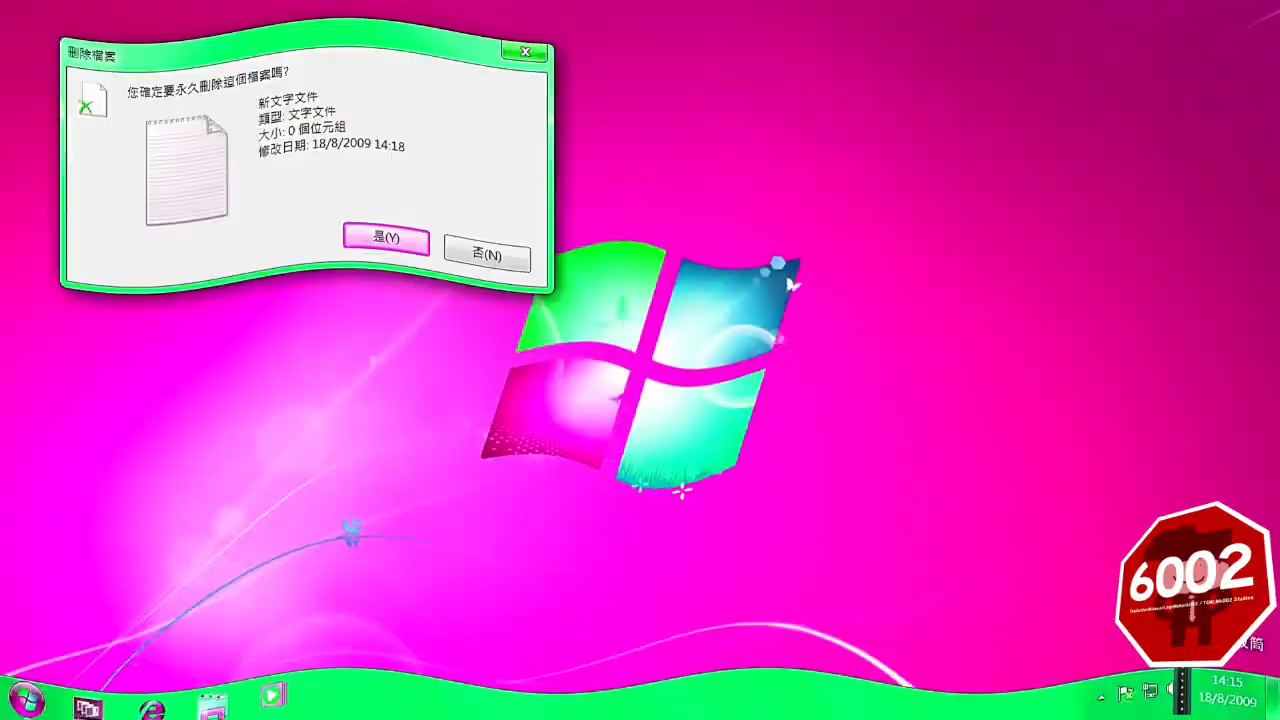 刪除檔案
您確定要永久刪除這個檔案嗎?
新文字文件
類型: 文字文件
大小: 0 個位元組
修改日期: 18/8/2009 14:18
是(Y)
否(N)
6002
14:15
18/8/2009